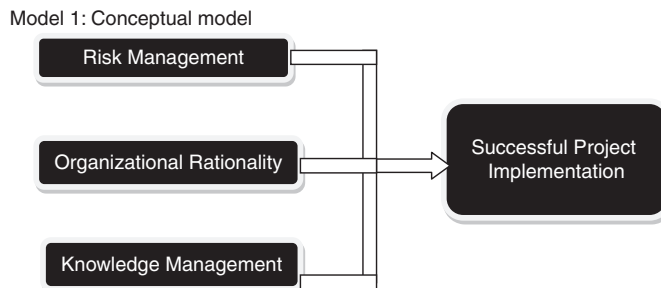 Model 1: Conceptual model
Risk Management
Organizational Rationality
Successful Project
Implementation
Knowledge Management